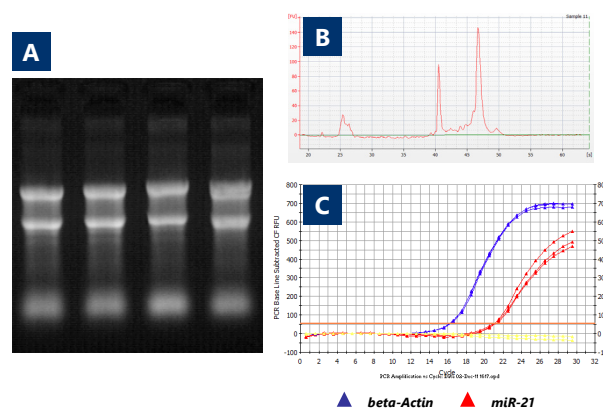 A
B
Sample 11
[FU]
140
120
100
80
60
40
20
0
20 25 30 35 40 45 50 55 60 [s]
C
PCR Base Line Subtracted CF RFU
800
700
600
500
400
300
200
100
0
-100
0 2 4 6 8 10 12 14 16 18 20 22 24 26 28 30 32
Cycle
beta-Actin miR-21